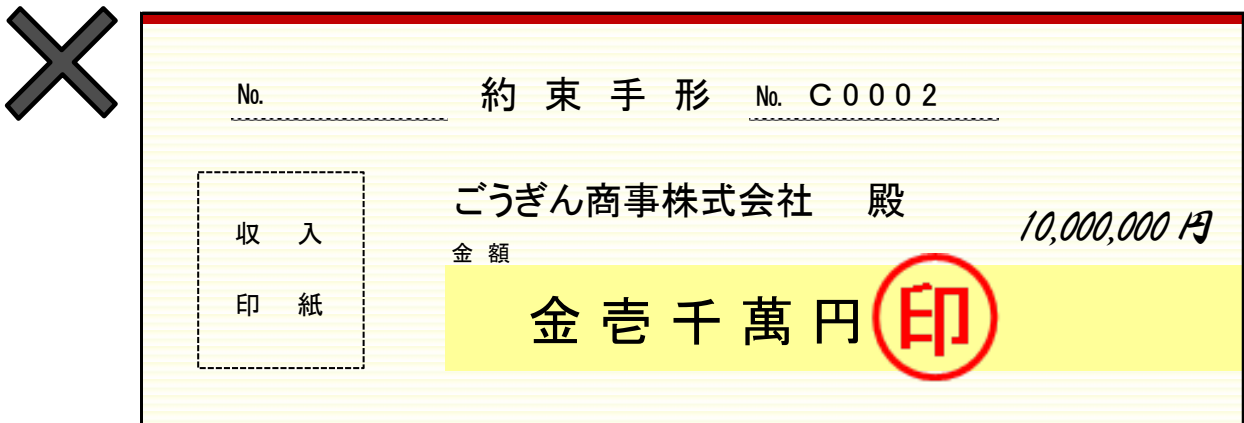 № 約束手形 № C0002
ごうぎん商事株式会社 殿
10,000,000 円
収入
印紙
金額
金壱千萬円 印